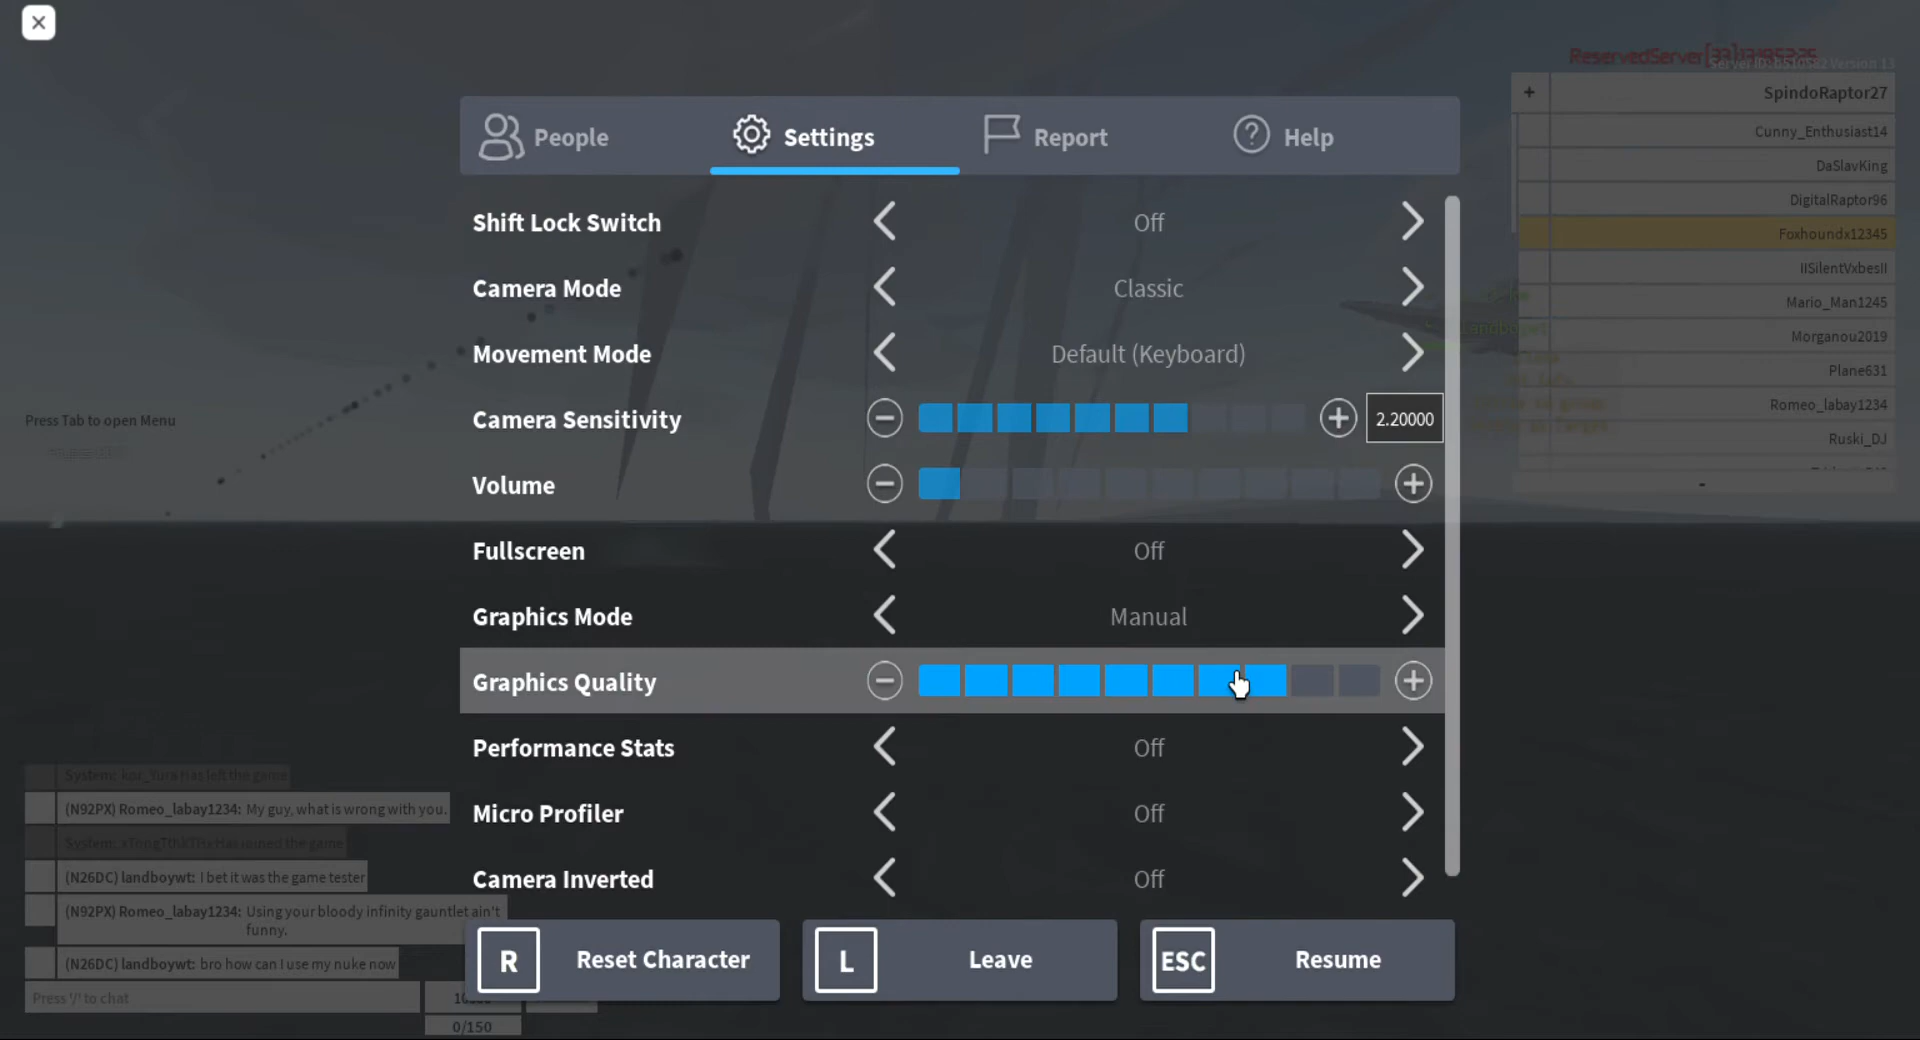 SpindoRaptor27
Cunny_Enthusiast14
DaSlavKing
DigitalRaptor96
Foxhoundx12345
IISilentVxbesII
Mario_Man1245
Morganou2019
Plane631
Romeo_labay1234
Ruski_DJ
People
Settings
Report
Help
Shift Lock Switch
Off
Camera Mode
Classic
Movement Mode
Default (Keyboard)
Camera Sensitivity
2.20000
Volume
Fullscreen
Off
Graphics Mode
Manual
Graphics Quality
Performance Stats
Off
Micro Profiler
Off
Camera Inverted
Off
R
Reset Character
L
Leave
ESC
Resume
Press Tab to open Menu
(N92PX) Romeo_labay1234: My guy, what is wrong with you.
(N26DC) landboywt: I bet it was the game tester
(N92PX) Romeo_labay1234: Using your bloody infinity gauntlet ain't
funny.
(N26DC) landboywt: bro how can I use my nuke now
Press '/' to chat
0/150